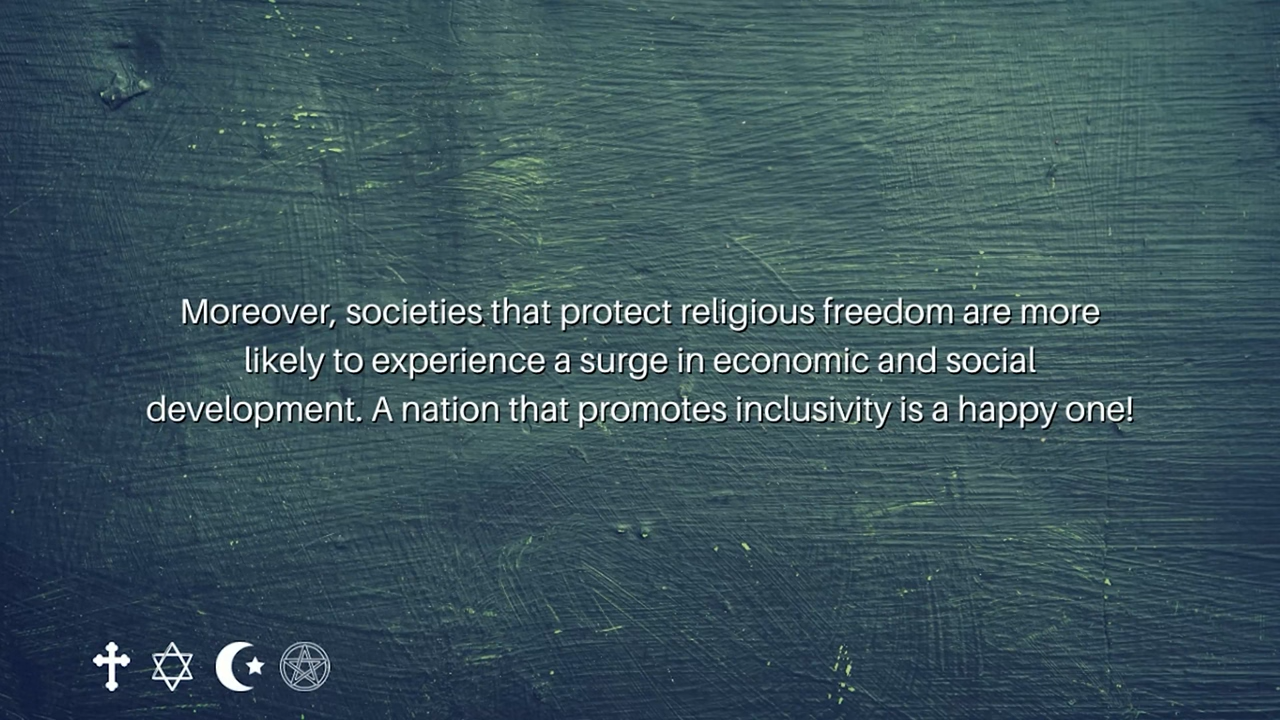 Moreover, societies that protect religious freedom are more
likely to experience a surge in economic and social
development. A nation that promotes inclusivity is a happy one!